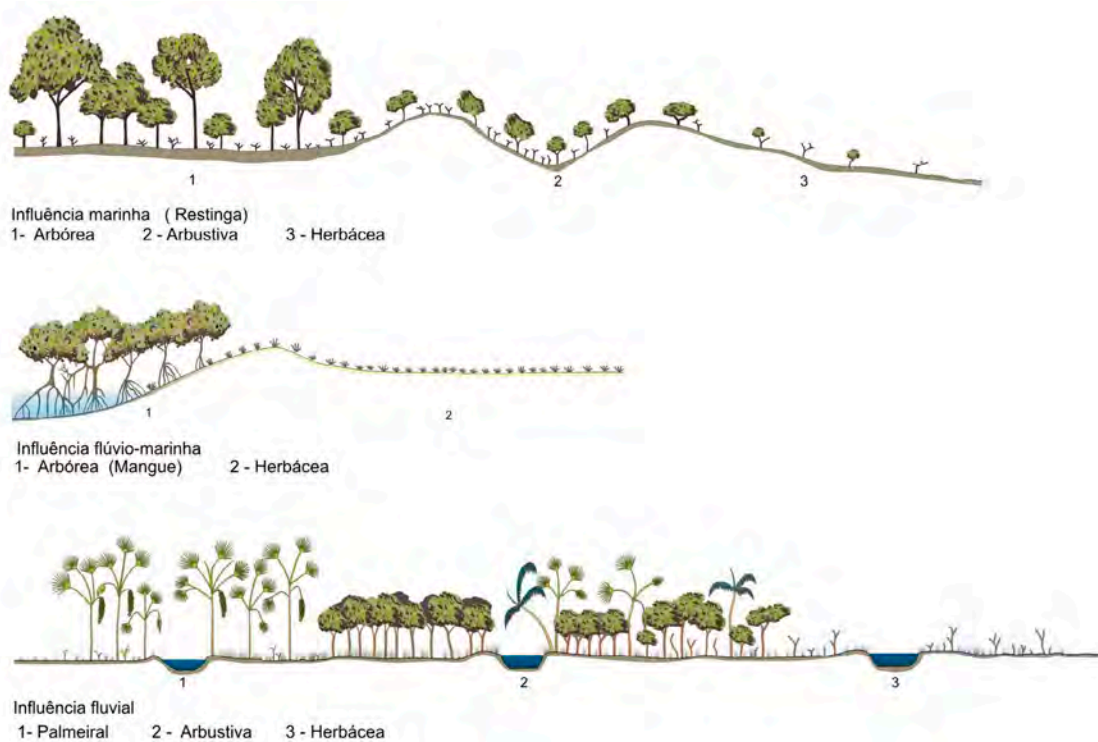 1 2 3
Influência marinha ( Restinga)
1- Arbórea 2 - Arbustiva 3 - Herbácea
1 2
Influência flúvio-marinha
1- Arbórea (Mangue) 2 - Herbácea
1 2 3
Influência fluvial
1- Palmeiral 2 - Arbustiva 3 - Herbácea